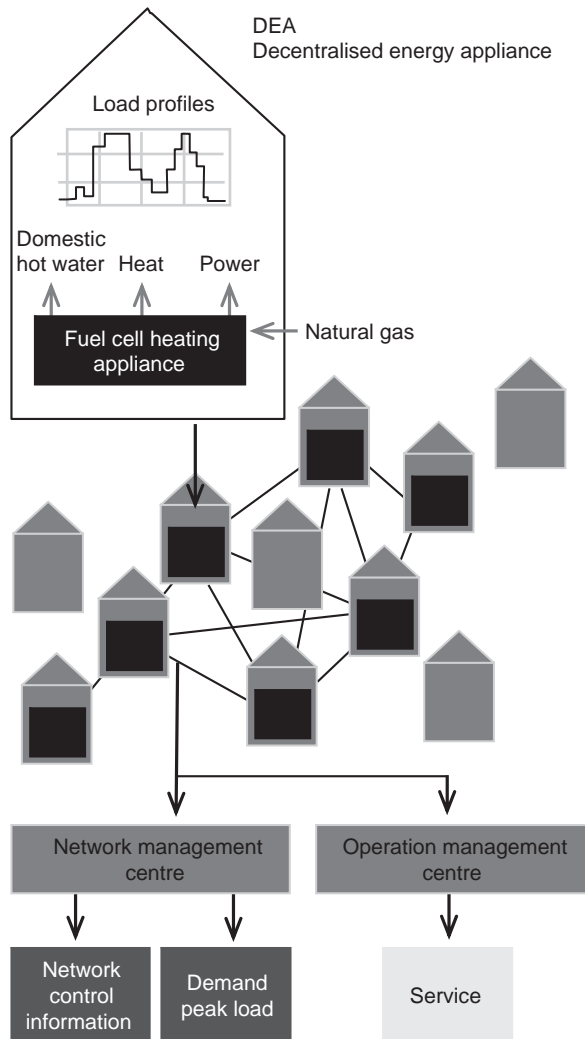 DEA
Decentralised energy appliance
Load profiles
Domestic
hot water
Heat
Power
Fuel cell heating
appliance
Natural gas
Network management
centre
Operation management
centre
Network
control
information
Demand
peak load
Service